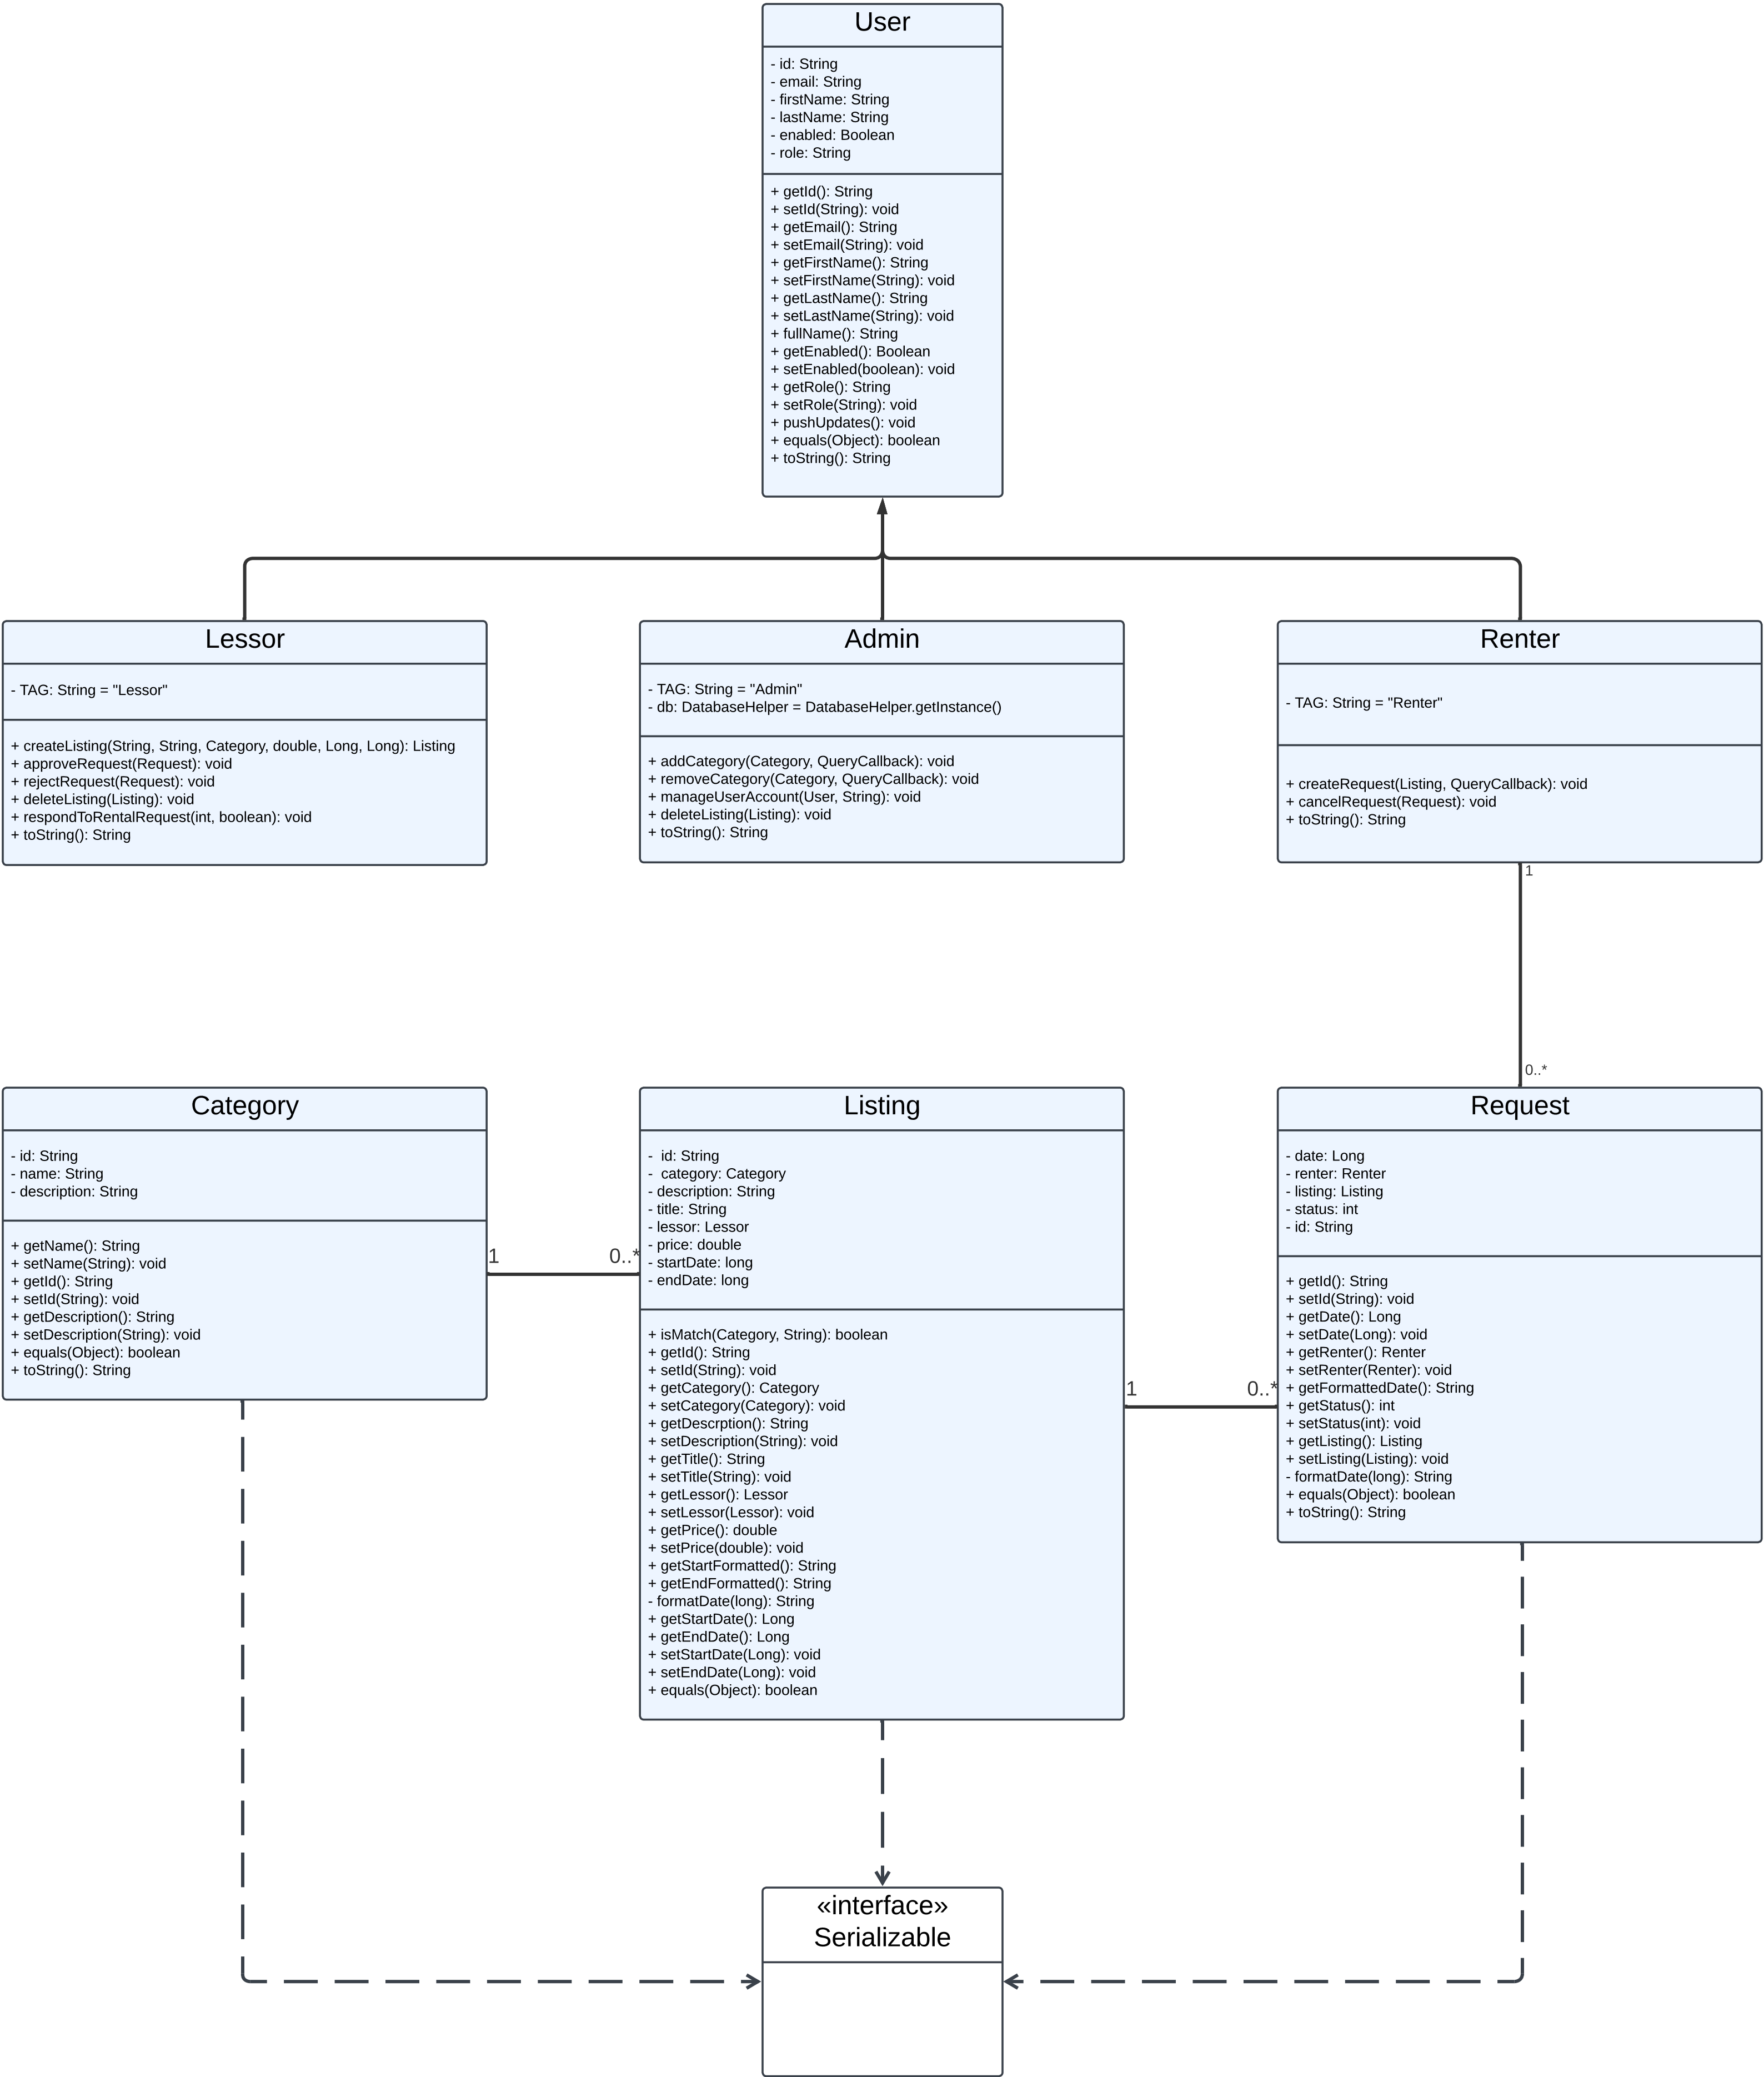 User
- id: String
- email: String
- firstName: String
- lastName: String
- enabled: Boolean
- role: String
+ getId(): String
+ setId(String): void
+ getEmail(): String
+ setEmail(String): void
+ getFirstName(): String
+ setFirstName(String): void
+ getLastName(): String
+ setLastName(String): void
+ fullName(): String
+ getEnabled(): Boolean
+ setEnabled(boolean): void
+ getRole(): String
+ setRole(String): void
+ pushUpdates(): void
+ equals(Object): boolean
+ toString(): String
Lessor
- TAG: String = "Lessor"
+ createListing(String, String, Category, double, Long, Long): Listing
+ approveRequest(Request): void
+ rejectRequest(Request): void
+ deleteListing(Listing): void
+ respondToRentalRequest(int, boolean): void
+ toString(): String
Admin
- TAG: String = "Admin"
- db: DatabaseHelper = DatabaseHelper.getInstance()
+ addCategory(Category, QueryCallback): void
+ removeCategory(Category, QueryCallback): void
+ manageUserAccount(User, String): void
+ deleteListing(Listing): void
+ toString(): String
Renter
- TAG: String = "Renter"
+ createRequest(Listing, QueryCallback): void
+ cancelRequest(Request): void
+ toString(): String
1
0..*
Category
- id: String
- name: String
- description: String
+ getName(): String
+ setName(String): void
+ getId(): String
+ setId(String): void
+ getDescription(): String
+ setDescription(String): void
+ equals(Object): boolean
+ toString(): String
1
0..*
Listing
-  id: String
-  category: Category
- description: String
- title: String
- lessor: Lessor
- price: double
- startDate: long
- endDate: long
+ isMatch(Category, String): boolean
+ getId(): String
+ setId(String): void
+ getCategory(): Category
+ setCategory(Category): void
+ getDescrption(): String
+ setDescription(String): void
+ getTitle(): String
+ setTitle(String): void
+ getLessor(): Lessor
+ setLessor(Lessor): void
+ getPrice(): double
+ setPrice(double): void
+ getStartFormatted(): String
+ getEndFormatted(): String
- formatDate(long): String
+ getStartDate(): Long
+ getEndDate(): Long
+ setStartDate(Long): void
+ setEndDate(Long): void
+ equals(Object): boolean
1
0..*
Request
- date: Long
- renter: Renter
- listing: Listing
- status: int
- id: String
+ getId(): String
+ setId(String): void
+ getDate(): Long
+ setDate(Long): void
+ getRenter(): Renter
+ setRenter(Renter): void
+ getFormattedDate(): String
+ getStatus(): int
+ setStatus(int): void
+ getListing(): Listing
+ setListing(Listing): void
- formatDate(long): String
+ equals(Object): boolean
+ toString(): String
«interface»
Serializable